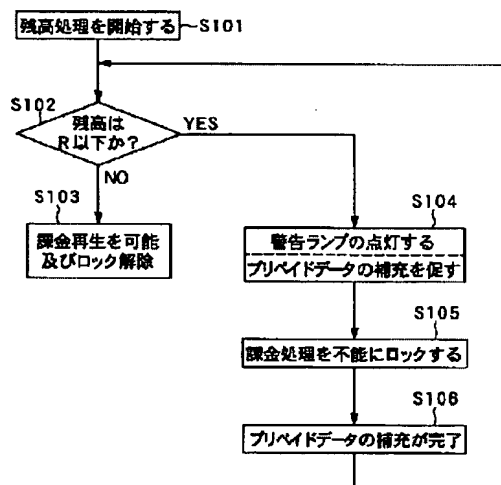 残高処理を開始する
S101
S102
残高は
R以下か?
YES
NO
S103
課金再生を可能
及びロック解除
S104
警告ランプの点灯する
プリペイドデータの補充を促す
S105
課金処理を不能にロックする
S106
プリペイドデータの補充が完了